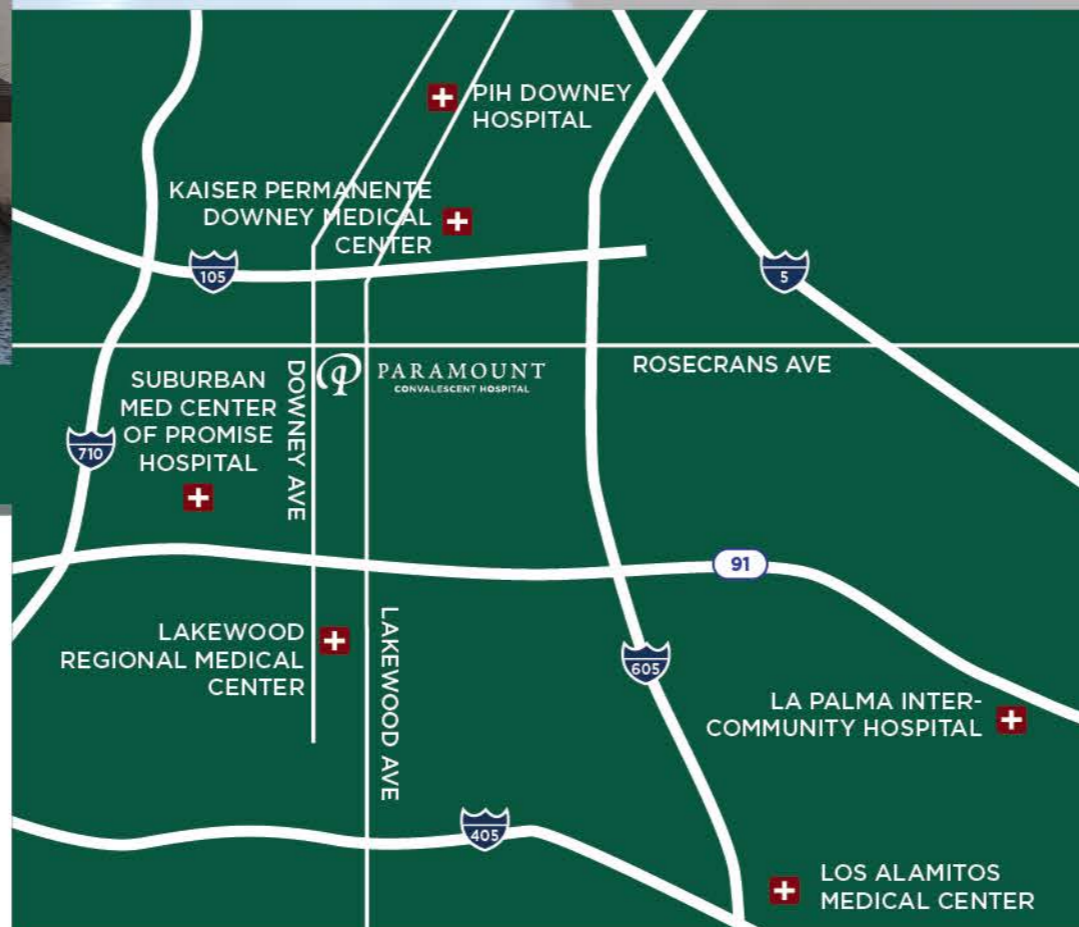 PIH DOWNEY
HOSPITAL
KAISER PERMANENTE
DOWNEY MEDICAL
CENTER
105
5
ROSECRANS AVE
PARAMOUNT
CONVALESCENT HOSPITAL
SUBURBAN
MED CENTER
OF PROMISE
HOSPITAL
DOWNEY AVE
710
91
LAKEWOOD
REGIONAL MEDICAL
CENTER
LAKEWOOD AVE
605
LA PALMA INTER-
COMMUNITY HOSPITAL
405
LOS ALAMITOS
MEDICAL CENTER